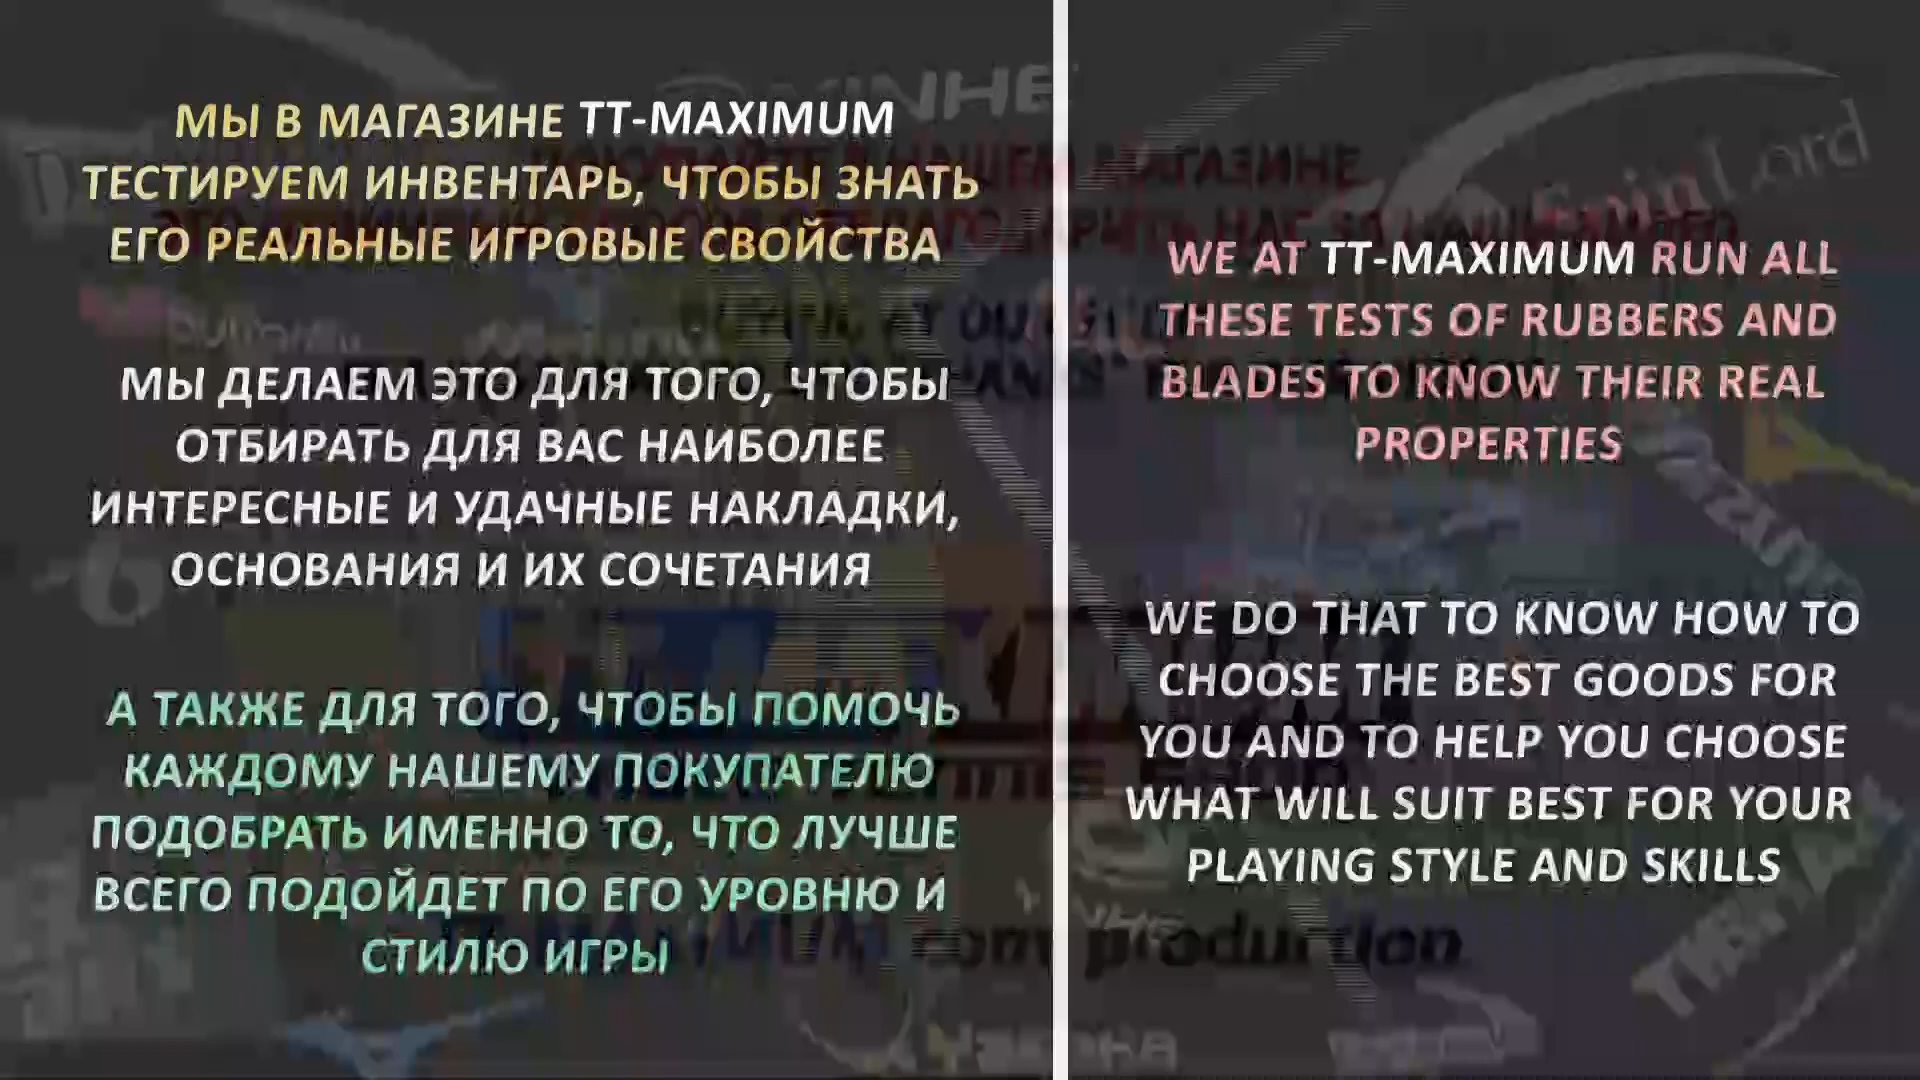 МЫ В МАГАЗИНЕ TT-MAXIMUM
ТЕСТИРУЕМ ИНВЕНТАРЬ, ЧТОБЫ ЗНАТЬ
ЕГО РЕАЛЬНЫЕ ИГРОВЫЕ СВОЙСТВА
МЫ ДЕЛАЕМ ЭТО ДЛЯ ТОГО, ЧТОБЫ
ОТБИРАТЬ ДЛЯ ВАС НАИБОЛЕЕ
ИНТЕРЕСНЫЕ И УДАЧНЫЕ НАКЛАДКИ,
ОСНОВАНИЯ И ИХ СОЧЕТАНИЯ
А ТАКЖЕ ДЛЯ ТОГО, ЧТОБЫ ПОМОЧЬ
КАЖДОМУ НАШЕМУ ПОКУПАТЕЛЮ
ПОДОБРАТЬ ИМЕННО ТО, ЧТО ЛУЧШЕ
ВСЕГО ПОДОЙДЕТ ПО ЕГО УРОВНЮ И
СТИЛЮ ИГРЫ
WE AT TT-MAXIMUM RUN ALL
THESE TESTS OF RUBBERS AND
BLADES TO KNOW THEIR REAL
PROPERTIES
WE DO THAT TO KNOW HOW TO
CHOOSE THE BEST GOODS FOR
YOU AND TO HELP YOU CHOOSE
WHAT WILL SUIT BEST FOR YOUR
PLAYING STYLE AND SKILLS
МАГАЗИНЕ
butterfly
production